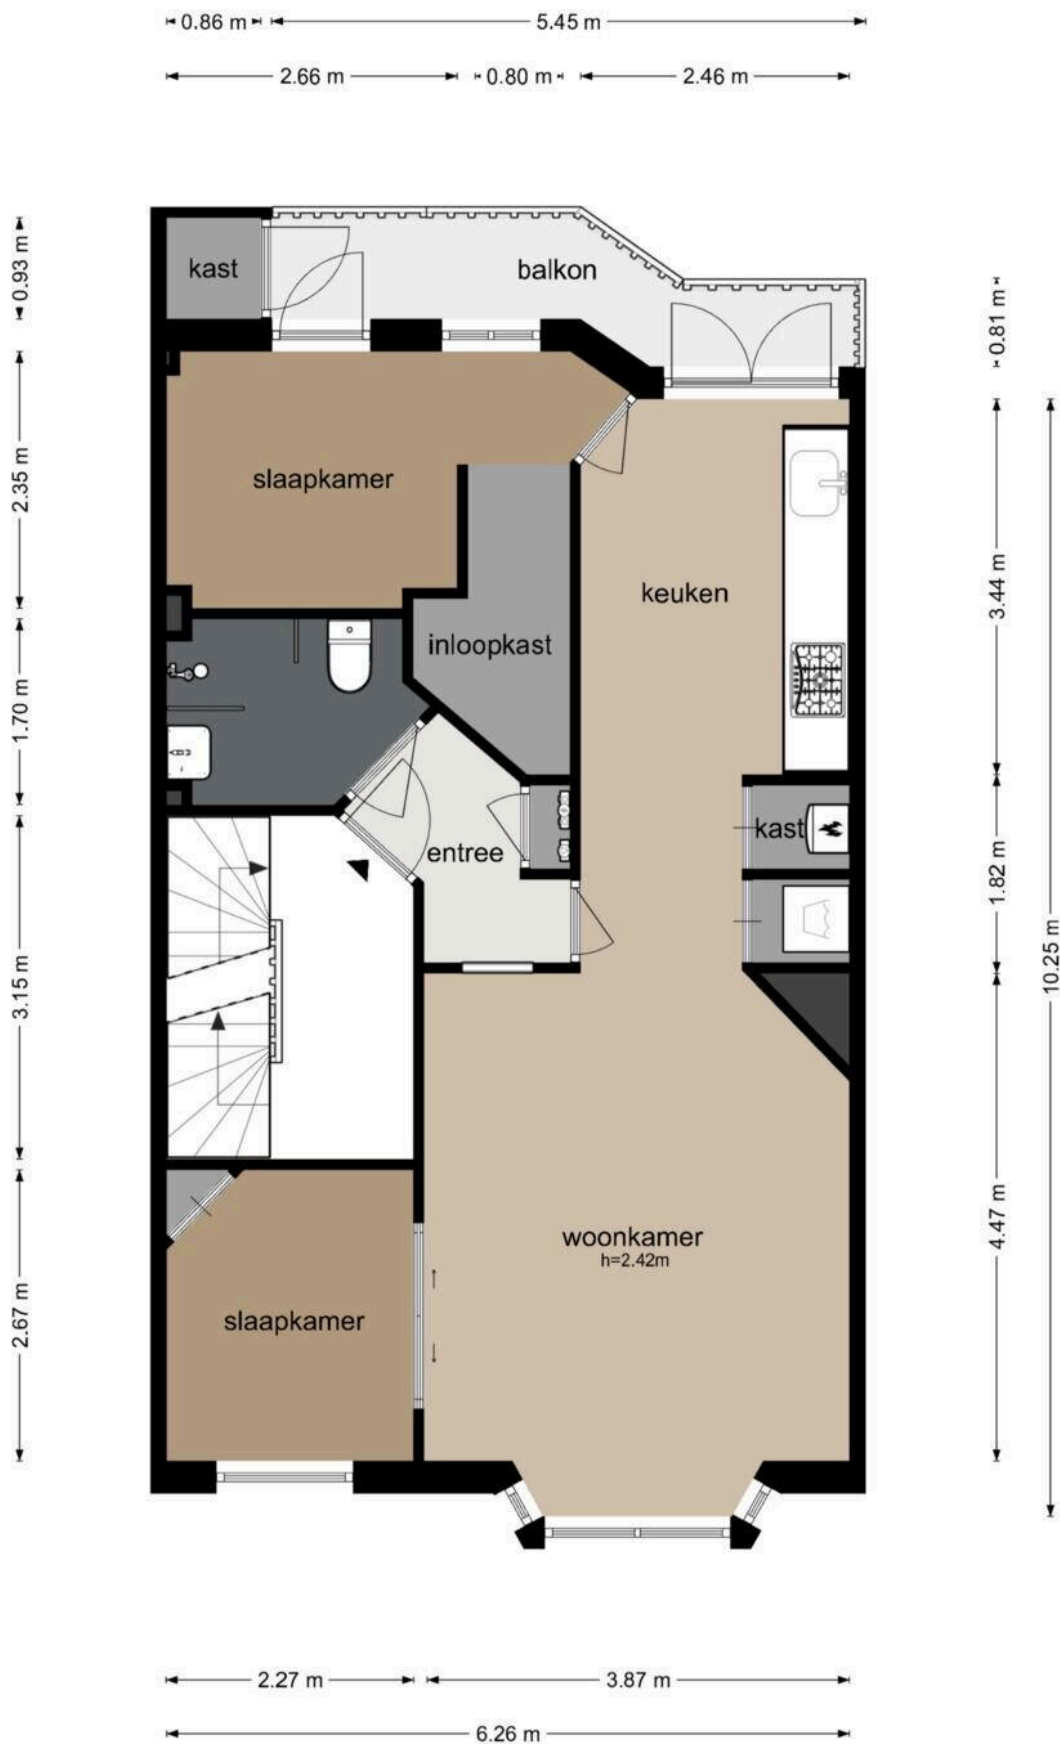 0.86 m
5.45 m
2.66 m
0.80 m
2.46 m
0.93 m
kast
balkon
0.81 m
2.35 m
slaapkamer
keuken
3.44 m
inloopkast
1.70 m
kast
entree
1.82 m
10.25 m
3.15 m
woonkamer
h=2.42m
4.47 m
slaapkamer
2.67 m
2.27 m
3.87 m
6.26 m